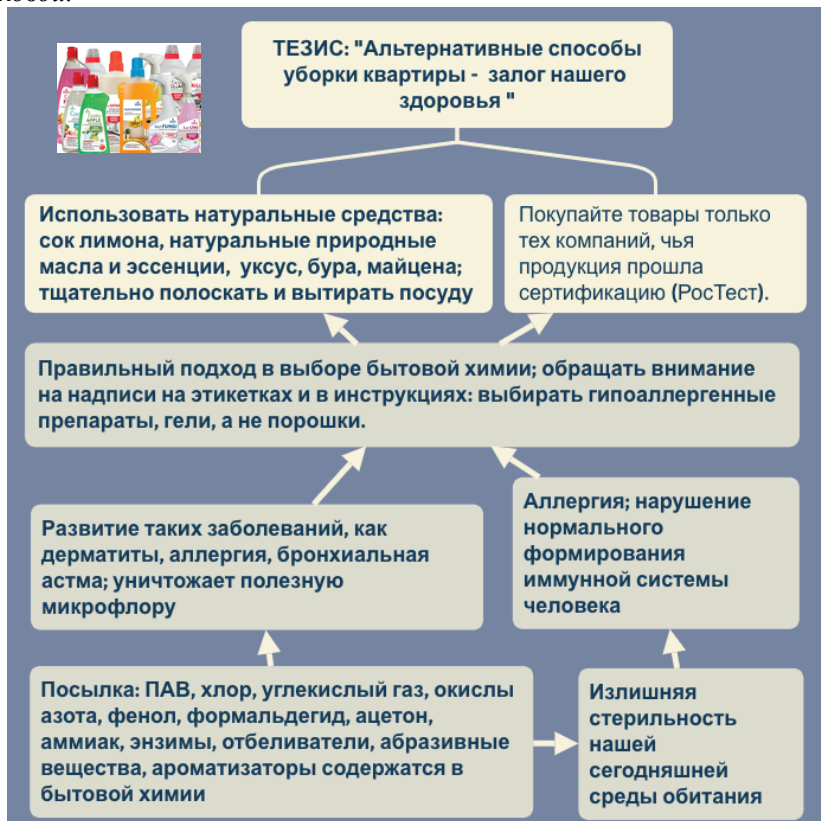 ТЕЗИС: "Альтернативные способы
уборки квартиры - залог нашего
здоровья "
Использовать натуральные средства:
сок лимона, натуральные природные
масла и эссенции, уксус, бура, майцена;
тщательно полоскать и вытирать посуду
Покупайте товары только
тех компаний, чья
продукция прошла
сертификацию (РосТест).
Правильный подход в выборе бытовой химии; обращать внимание
на надписи на этикетках и в инструкциях: выбирать гипоаллергенные
препараты, гели, а не порошки.
Развитие таких заболеваний, как
дерматиты, аллергия, бронхиальная
астма; уничтожает полезную
микрофлору
Аллергия; нарушение
нормального
формирования
иммунной системы
человека
Посылка: ПАВ, хлор, углекислый газ, окислы
азота, фенол, формальдегид, ацетон,
аммиак, энзимы, отбеливатели, абразивные
вещества, ароматизаторы содержатся в
бытовой химии
Излишняя
стерильность
нашей
сегодняшней
среды обитания